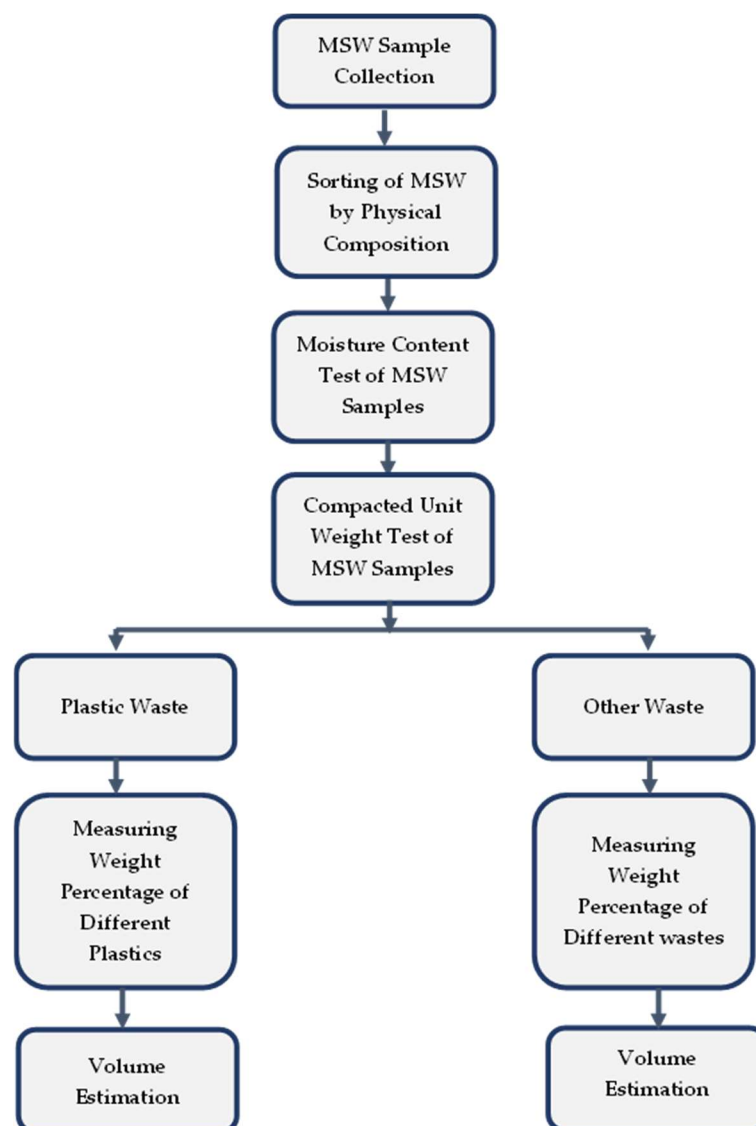 MSW Sample
Collection
Sorting of MSW
by Physical
Composition
Moisture Content
Test of MSW
Samples
Compacted Unit
Weight Test of
MSW Samples
Plastic Waste
Other Waste
Measuring
Weight
Percentage of
Different
Plastics
Measuring
Weight
Percentage of
Different wastes
Volume
Estimation
Volume
Estimation